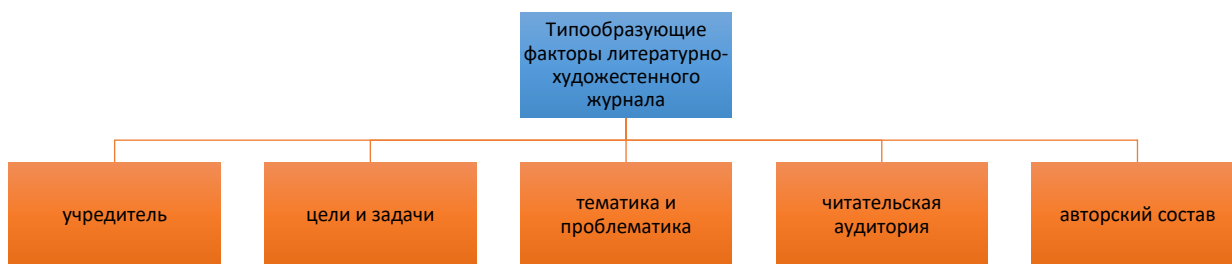 Типообразующие
факторы литературно-
художестенного
журнала
учредитель
цели и задачи
тематика и
проблематика
читательская
аудитория
авторский состав